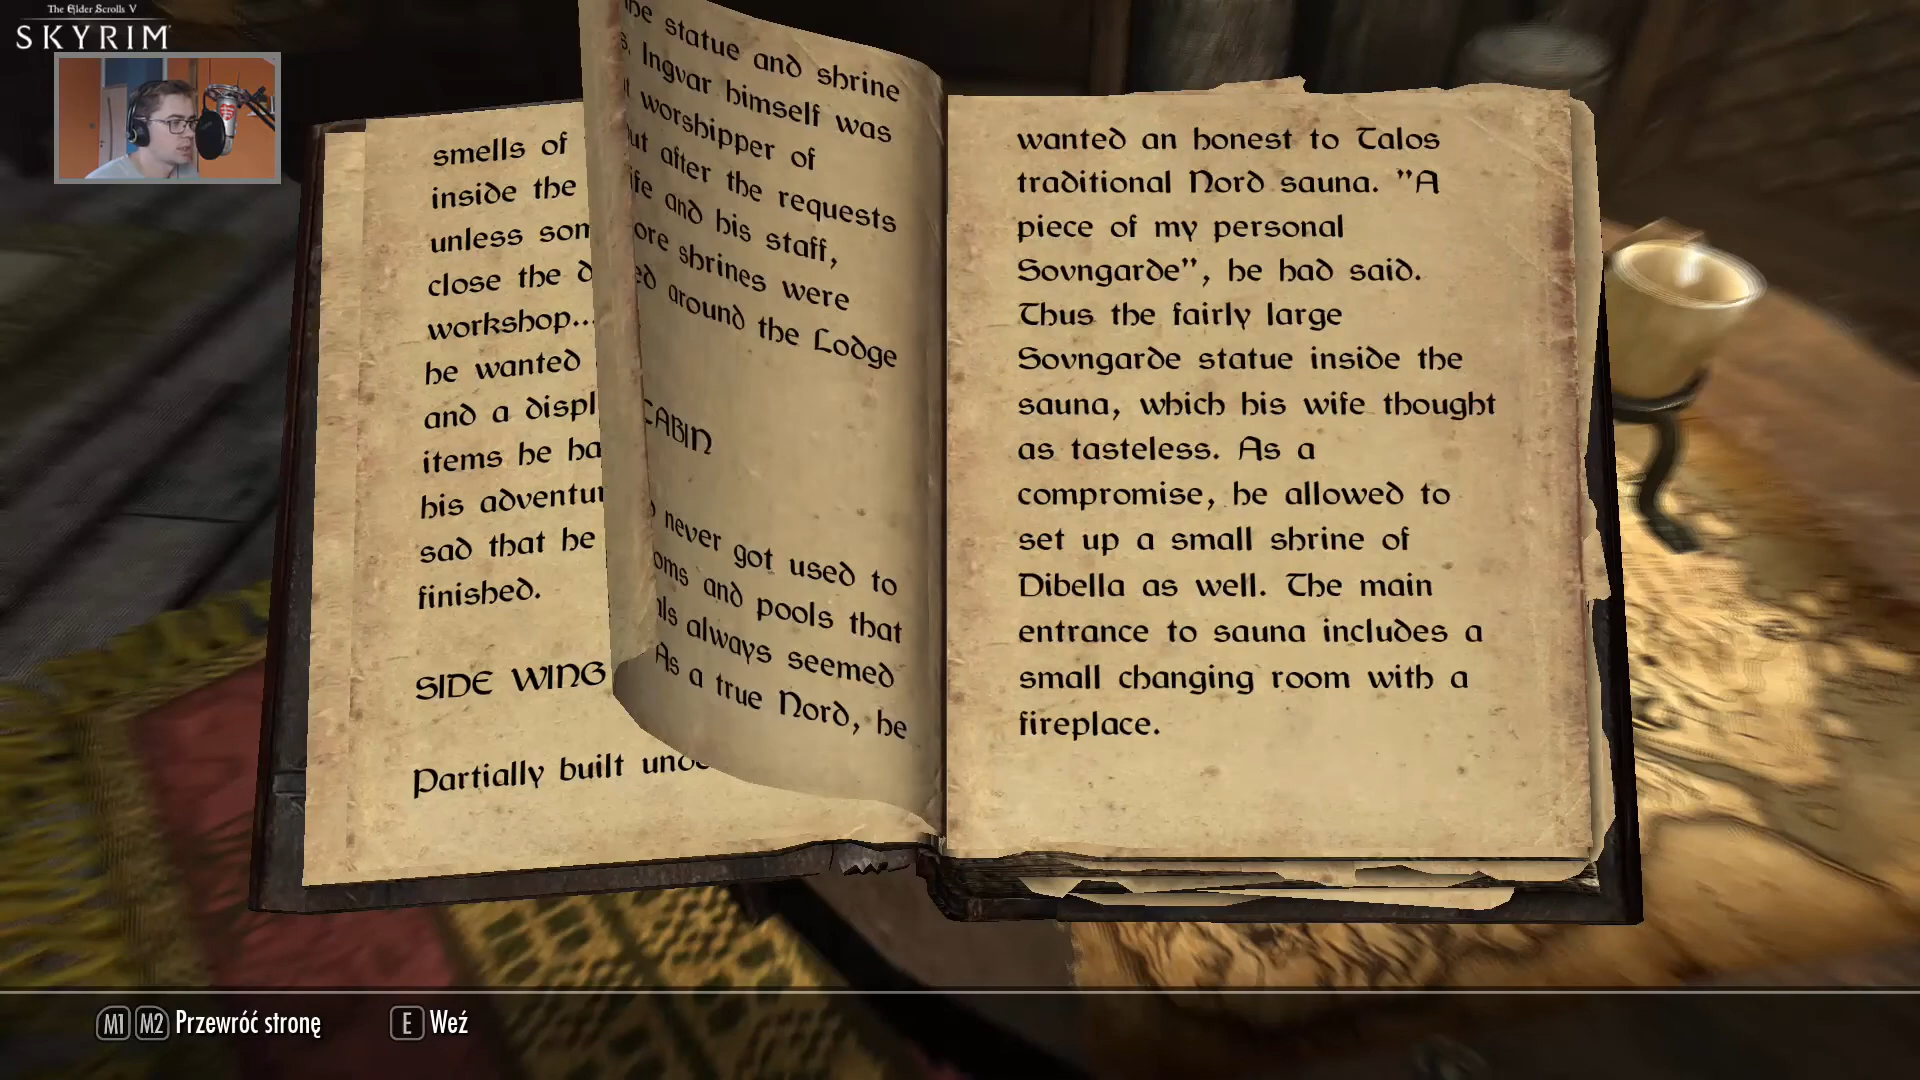 The Elder Scrolls V
SKYRIM
smells of
inside the
unless
close the
workshop...
he wanted
and a
items he
his
sad that he
finished.
SIDE WING
Partially built
statue and shrine
Ingvar himself was
worshipper of
after the requests
and his staff,
shrines were
around the Lodge
CABIN
never got used to
and pools that
always seemed
As a true Nord, he
wanted an honest to Talos
traditional Nord sauna. "A
piece of my personal
Sovngarde", he had said.
Thus the fairly large
Sovngarde statue inside the
sauna, which his wife thought
as tasteless. As a
compromise, he allowed to
set up a small shrine of
Dibella as well. The main
entrance to sauna includes a
small changing room with a
fireplace.
M1 M2 Przewróć stronę
E Weź